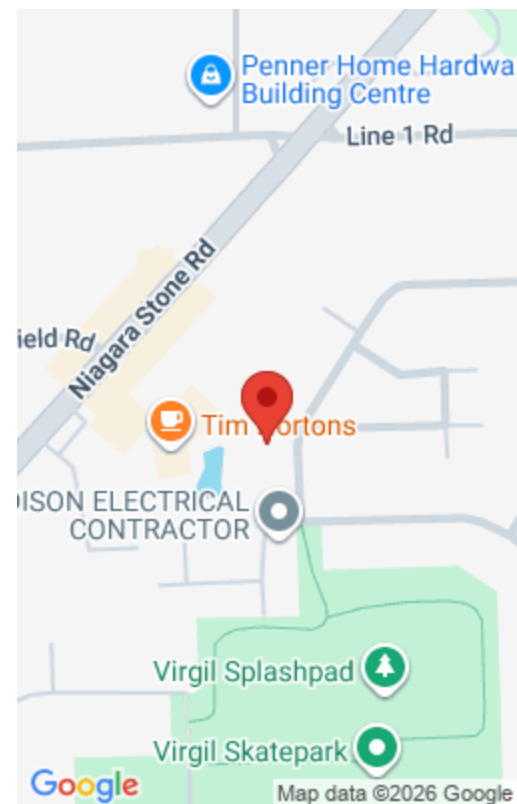 Penner Home Hardwa
Building Centre
Line 1 Rd
Niagara Stone Rd
ield Rd
Tim Hortons
DISON ELECTRICAL
CONTRACTOR
Virgil Splashpad
Virgil Skatepark
Google
Map data ©2026 Google